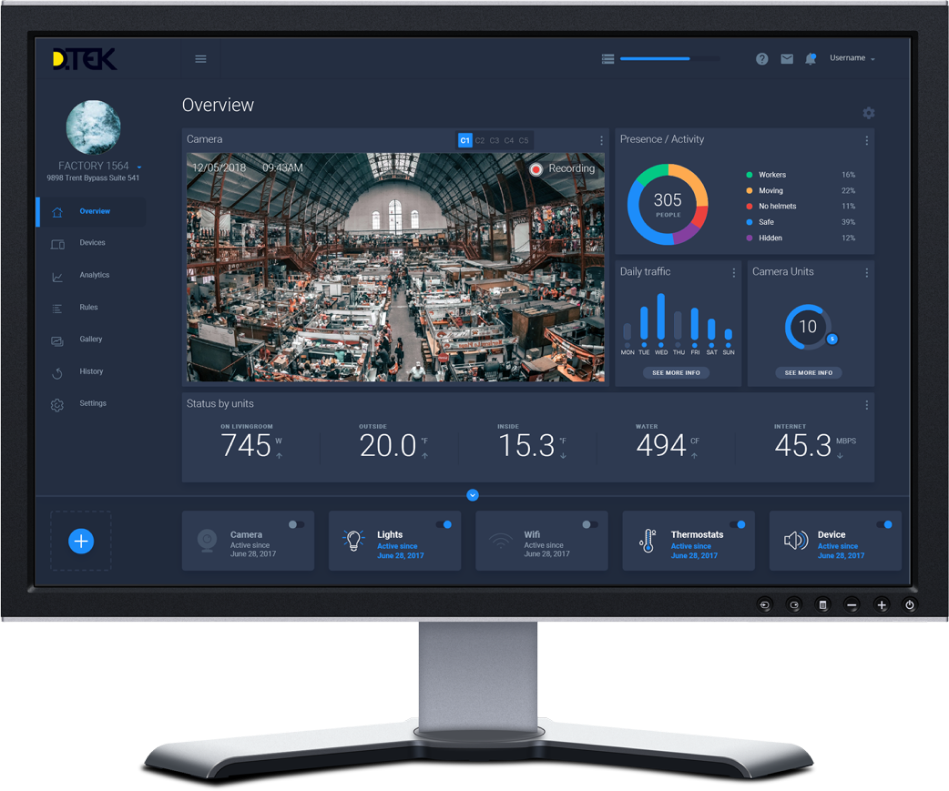 D.TEK
Username
FACTORY 1564
9898 Trent Bypass Suite 541
Overview
Devices
Analytics
Rules
Gallery
History
Settings
Overview
Camera
C1 C2 C3 C4 C5
12/05/2018 09:43AM
Recording
Presence / Activity
305
PEOPLE
Workers 16%
Moving 22%
No helmets 11%
Safe 39%
Hidden 12%
Daily traffic
MON TUE WED THU FRI SAT SUN
SEE MORE INFO
Camera Units
10
SEE MORE INFO
Status by units
ON LIVINGROOM
745 W
OUTSIDE
20.0 °F
INSIDE
15.3 °F
WATER
494 CF
INTERNET
45.3 MBPS
Camera
Active since
June 28, 2017
Lights
Active since
June 28, 2017
Wifi
Active since
June 28, 2017
Thermostats
Active since
June 28, 2017
Device
Active since
June 28, 2017